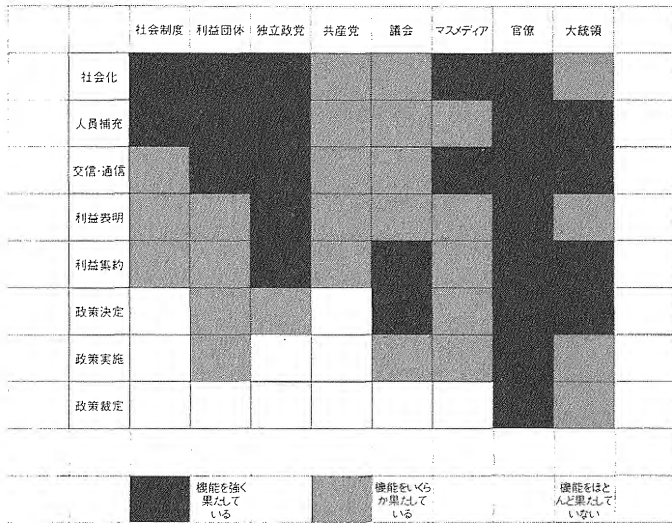 社会制度 利益団体 独立政党 共産党 議会 マスメディア 官僚 大統領
社会化
人員補充
交信・通信
利益表明
利益集約
政策決定
政策実施
政策裁定
機能を強く
果たして
いる
機能をいくら
か果たして
いる
機能をほと
んど果たして
いない